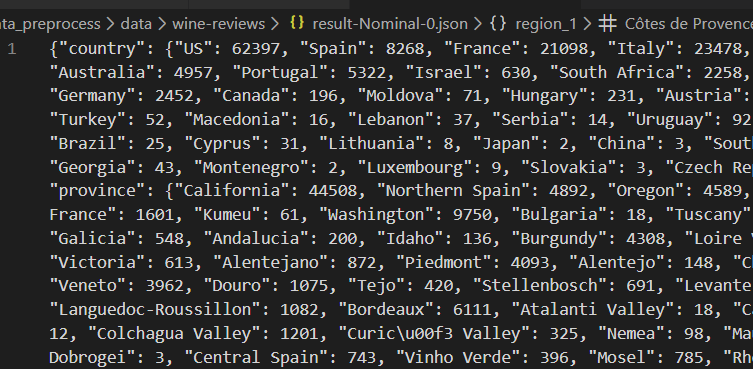 ata_preprocess > data > wine-reviews > {} result-Nominal-0.json > {} region_1 > Côtes de Provence
1 {"country": {"US": 62397, "Spain": 8268, "France": 21098, "Italy": 23478,
"Australia": 4957, "Portugal": 5322, "Israel": 630, "South Africa": 2258,
"Germany": 2452, "Canada": 196, "Moldova": 71, "Hungary": 231, "Austria":
"Turkey": 52, "Macedonia": 16, "Lebanon": 37, "Serbia": 14, "Uruguay": 92
"Brazil": 25, "Cyprus": 31, "Lithuania": 8, "Japan": 2, "China": 3, "Sout
"Georgia": 43, "Montenegro": 2, "Luxembourg": 9, "Slovakia": 3, "Czech Rep
"province": {"California": 44508, "Northern Spain": 4892, "Oregon": 4589,
France": 1601, "Kumeu": 61, "Washington": 9750, "Bulgaria": 18, "Tuscany"
"Galicia": 548, "Andalucia": 200, "Idaho": 136, "Burgundy": 4308, "Loire V
"Victoria": 613, "Alentejano": 872, "Piedmont": 4093, "Alentejo": 148, "Ch
"Veneto": 3962, "Douro": 1075, "Tejo": 420, "Stellenbosch": 691, "Levante
"Languedoc-Roussillon": 1082, "Bordeaux": 6111, "Atalanti Valley": 18, "Ca
12, "Colchagua Valley": 1201, "Curic\u00f3 Valley": 325, "Nemea": 98, "Mar
Dobrogei": 3, "Central Spain": 743, "Vinho Verde": 396, "Mosel": 785, "Rho